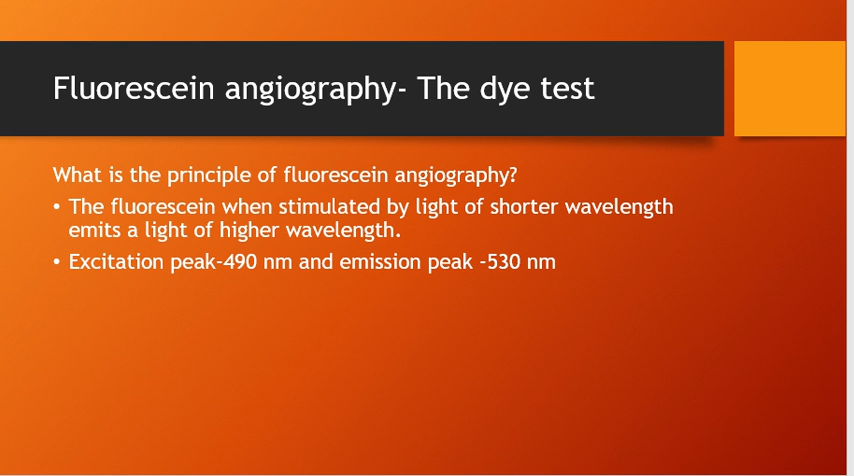 Fluorescein angiography- The dye test
What is the principle of fluorescein angiography?
• The fluorescein when stimulated by light of shorter wavelength
emits a light of higher wavelength.
• Excitation peak-490 nm and emission peak -530 nm